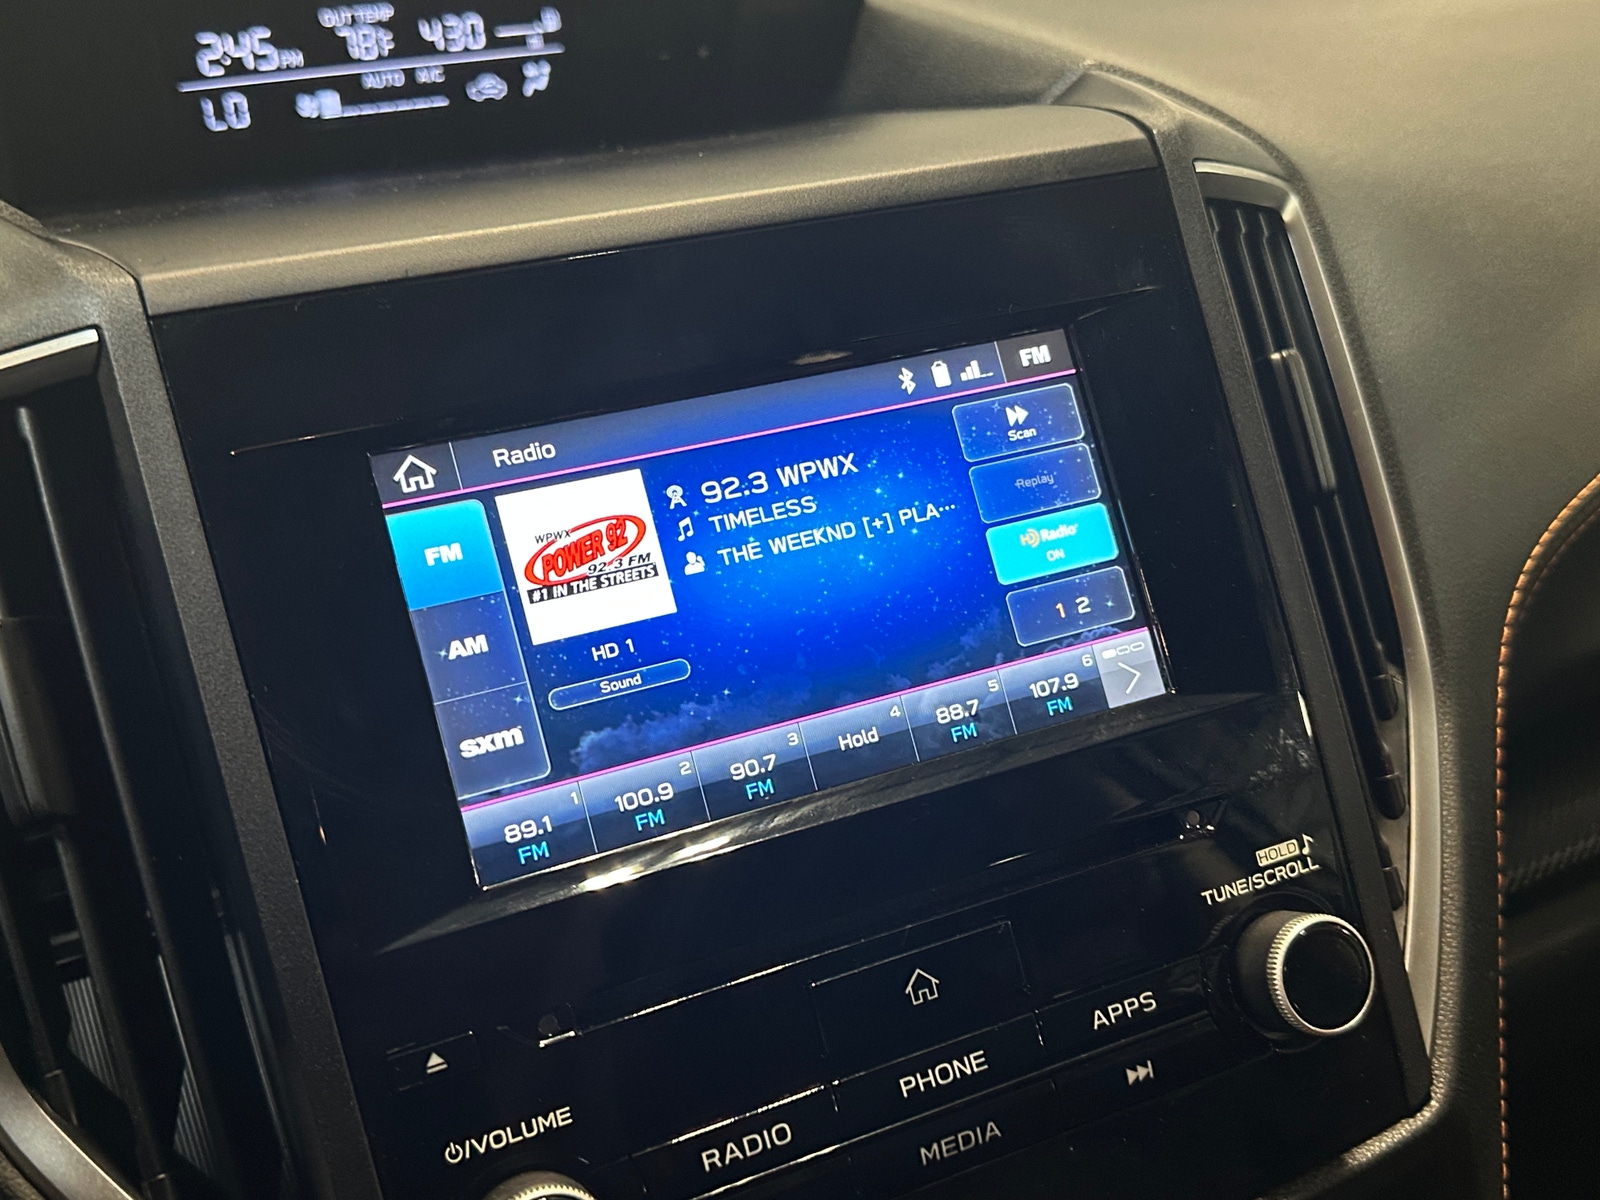 OUT TEMP
2:45PM 78°F 430
AUTO A/C
LO
FM
Radio
Scan
Replay
HD Radio
ON
1 2
FM
AM
sxm
WPWX
POWER 92
92.3 FM
#1 IN THE STREETS
HD 1
Sound
92.3 WPWX
TIMELESS
THE WEEKND [+] PLA…
1 2 3 4 5 6
89.1 100.9 90.7 Hold 88.7 107.9
FM FM FM FM FM
HOLD
TUNE/SCROLL
APPS
PHONE
/VOLUME
RADIO
MEDIA